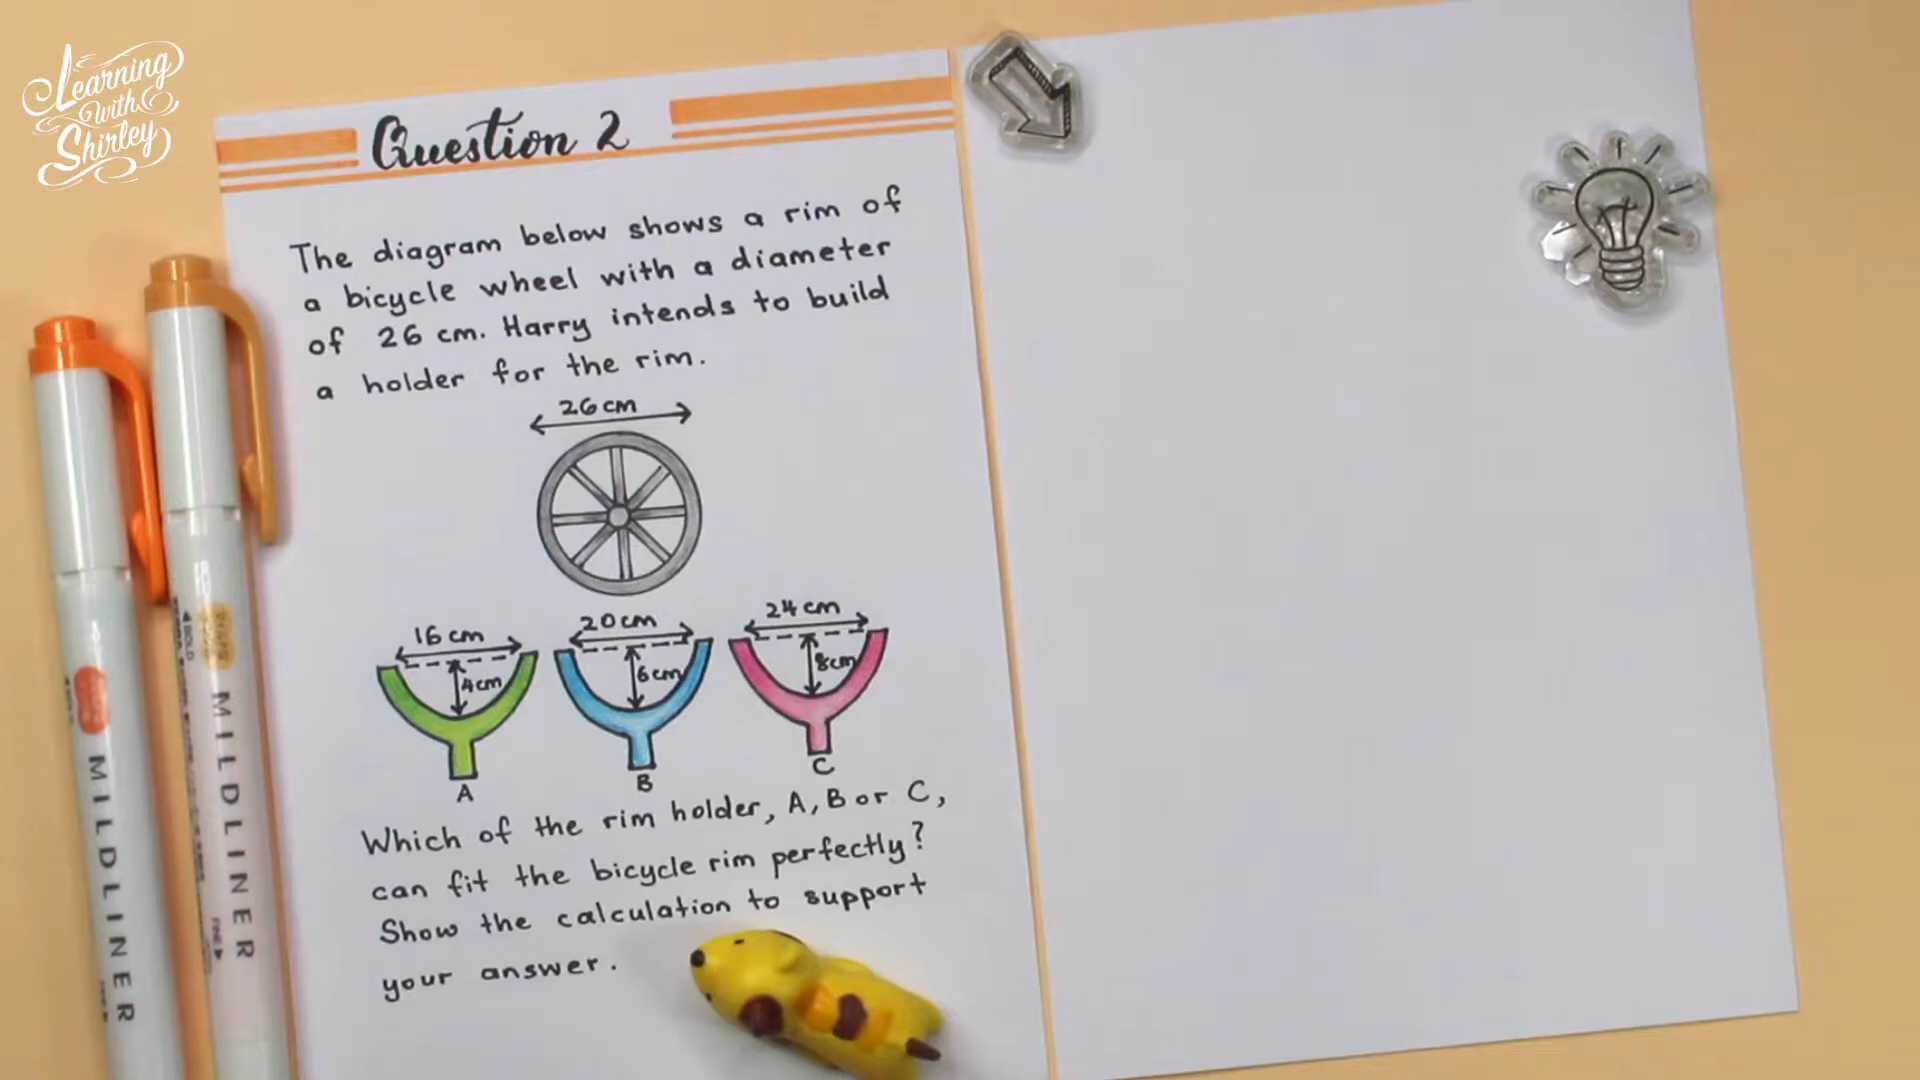 Learning
With
Shirley
Question 2
The diagram below shows a rim of
a bicycle wheel with a diameter
of 26 cm. Harry intends to build
a holder for the rim.
26 cm
16 cm
20 cm
24 cm
4cm
6cm
8cm
A
B
C
Which of the rim holder, A, B or C,
can fit the bicycle rim perfectly?
Show the calculation to support
your answer.
MILDLINER
MILDLINER